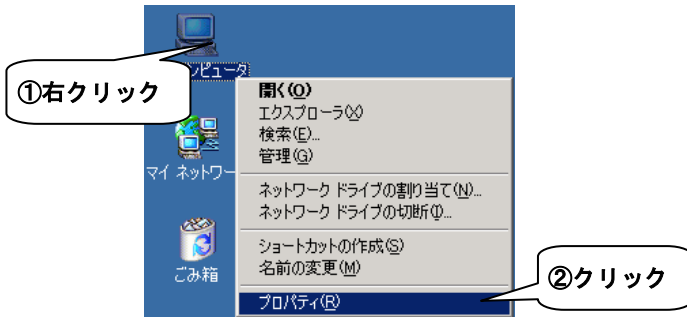 ①右クリック
ンピュータ
開く(O)
エクスプローラ(X)
検索(E)...
管理(G)
マイ ネットワー
ネットワーク ドライブの割り当て(N)...
ネットワーク ドライブの切断(I)...
ショートカットの作成(S)
名前の変更(M)
ごみ箱
②クリック
プロパティ(R)